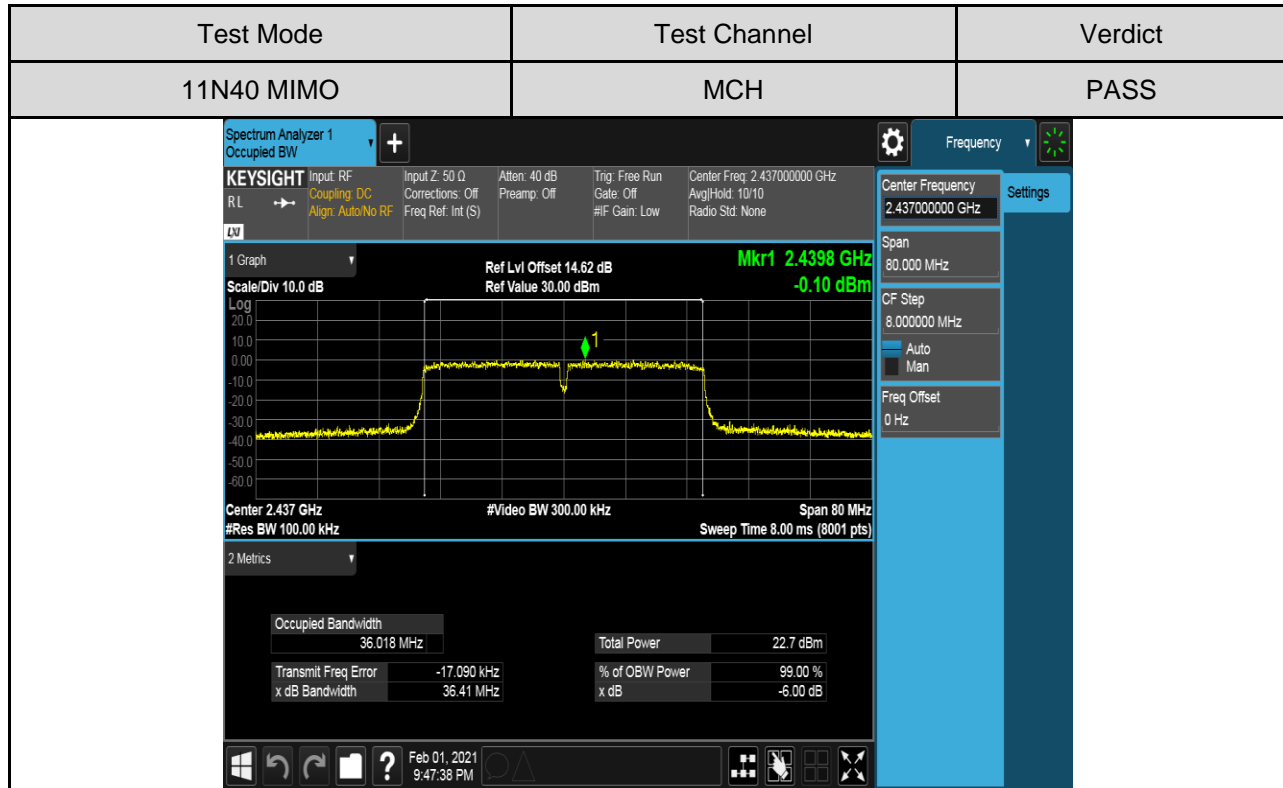 Test Mode Test Channel Verdict
11N40 MIMO MCH PASS
Spectrum Analyzer 1
Occupied BW
+
Frequency
KEYSIGHT Input: RF Input Z: 50 Ω Atten: 40 dB Trig: Free Run Center Freq: 2.437000000 GHz
RL Coupling: DC Corrections: Off Preamp: Off Gate: Off Avg|Hold: 10/10
Align: Auto/No RF Freq Ref: Int (S) #IF Gain: Low Radio Std: None
LXI
Center Frequency
2.437000000 GHz
Settings
Span
80.000 MHz
CF Step
8.000000 MHz
Auto
Man
Freq Offset
0 Hz
1 Graph Ref Lvl Offset 14.62 dB Mkr1 2.4398 GHz
Scale/Div 10.0 dB Ref Value 30.00 dBm -0.10 dBm
Log
20.0
10.0
1
0.00
-10.0
-20.0
-30.0
-40.0
-50.0
-60.0
Center 2.437 GHz #Video BW 300.00 kHz Span 80 MHz
#Res BW 100.00 kHz Sweep Time 8.00 ms (8001 pts)
2 Metrics
Occupied Bandwidth
36.018 MHz Total Power 22.7 dBm
Transmit Freq Error -17.090 kHz % of OBW Power 99.00 %
x dB Bandwidth 36.41 MHz x dB -6.00 dB
? Feb 01, 2021
9:47:38 PM